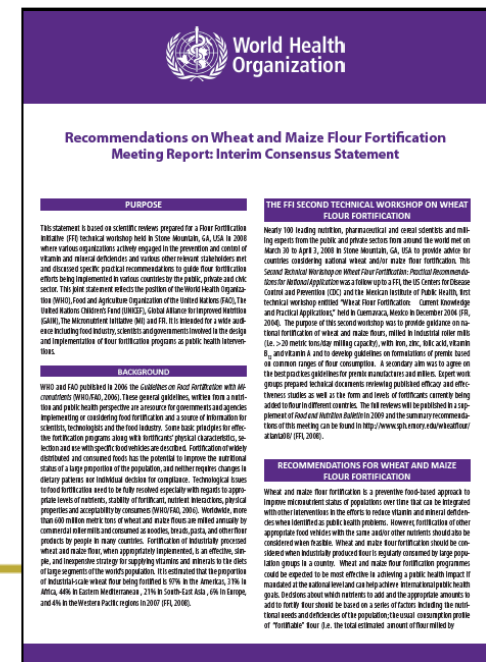 World Health
Organization
Recommendations on Wheat and Maize Flour Fortification
Meeting Report: Interim Consensus Statement
PURPOSE
This statement is based on scientific reviews prepared for a Flour Fortification
Initiative (FFI) technical workshop held in Stone Mountain, GA, USA in 2008
where various organizations actively engaged in the prevention and control of
vitamin and mineral deficiencies and various other relevant stakeholders met
and discussed specific practical recommendations to guide flour fortification
efforts being implemented in various countries by the public, private and civic
sector. This joint statement reflects the position of the World Health Organiza-
tion (WHO), Food and Agriculture Organization of the United Nations (FAO), The
United Nations Children's Fund (UNICEF), Global Alliance for Improved Nutrition
(GAIN), The Micronutrient Initiative (MI) and FFI. It is intended for a wide audi-
ence including food industry, scientists and governments involved in the design
and implementation of flour fortification programs as public health interven-
tions.
BACKGROUND
WHO and FAO published in 2006 the Guidelines on Food Fortification with Mi-
cronutrients (WHO/FAO, 2006). These general guidelines, written from a nutri-
tion and public health perspective are a resource for governments and agencies
implementing or considering food fortification and a source of information for
scientists, technologists and the food industry. Some basic principles for effec-
tive fortification programs along with fortificants' physical characteristics, se-
lection and use with specific food vehicles are described. Fortification of widely
distributed and consumed foods has the potential to improve the nutritional
status of a large proportion of the population, and neither requires changes in
dietary patterns nor individual decision for compliance. Technological issues
to food fortification need to be fully resolved especially with regards to appro-
priate levels of nutrients, stability of fortificant, nutrient interactions, physical
properties and acceptability by consumers (WHO/FAO, 2006). Worldwide, more
than 600 million metric tons of wheat and maize flours are milled annually by
commercial roller mills and consumed as noodles, breads, pasta, and other flour
products by people in many countries. Fortification of industrially processed
wheat and maize flour, when appropriately implemented, is an effective, sim-
ple, and inexpensive strategy for supplying vitamins and minerals to the diets
of large segments of the world's population. It is estimated that the proportion
of industrial-scale wheat flour being fortified is 97% in the Americas, 31% in
Africa, 44% in Eastern Mediterranean, 21% in South-East Asia, 6% in Europe,
and 4% in the Western Pacific regions in 2007 (FFI, 2008).
THE FFI SECOND TECHNICAL WORKSHOP ON WHEAT
FLOUR FORTIFICATION
Nearly 100 leading nutrition, pharmaceutical and cereal scientists and mill-
ing experts from the public and private sectors from around the world met on
March 30 to April 3, 2008 in Stone Mountain, GA, USA to provide advice for
countries considering national wheat and/or maize flour fortification. This
Second Technical Workshop on Wheat Flour Fortification: Practical Recommenda-
tions for National Application was a follow up to a FFI, the US Centers for Disease
Control and Prevention (CDC) and the Mexican Institute of Public Health, first
technical workshop entitled "Wheat Flour Fortification: Current Knowledge
and Practical Applications," held in Cuernavaca, Mexico in December 2004 (FFI,
2004). The purpose of this second workshop was to provide guidance on na-
tional fortification of wheat and maize flours, milled in industrial roller mills
(i.e. >20 metric tons/day milling capacity), with iron, zinc, folic acid, vitamin
B12 and vitamin A and to develop guidelines on formulations of premix based
on common ranges of flour consumption. A secondary aim was to agree on
the best practices guidelines for premix manufactures and millers. Expert work
groups prepared technical documents reviewing published efficacy and effec-
tiveness studies as well as the form and levels of fortificants currently being
added to flour in different countries. The full reviews will be published in a sup-
plement of Food and Nutrition Bulletin in 2009 and the summary recommenda-
tions of this meeting can be found in http://www.sph.emory.edu/wheatflour/
atlanta08/ (FFI, 2008).
RECOMMENDATIONS FOR WHEAT AND MAIZE
FLOUR FORTIFICATION
Wheat and maize flour fortification is a preventive food-based approach to
improve micronutrient status of populations over time that can be integrated
with other interventions in the efforts to reduce vitamin and mineral deficien-
cies when identified as public health problems. However, fortification of other
appropriate food vehicles with the same and/or other nutrients should also be
considered when feasible. Wheat and maize flour fortification should be con-
sidered when industrially produced flour is regularly consumed by large popu-
lation groups in a country. Wheat and maize flour fortification programmes
could be expected to be most effective in achieving a public health impact if
mandated at the national level and can help achieve international public health
goals. Decisions about which nutrients to add and the appropriate amounts to
add to fortify flour should be based on a series of factors including the nutri-
tional needs and deficiencies of the population; the usual consumption profile
of "fortifiable" flour (i.e. the total estimated amount of flour milled by